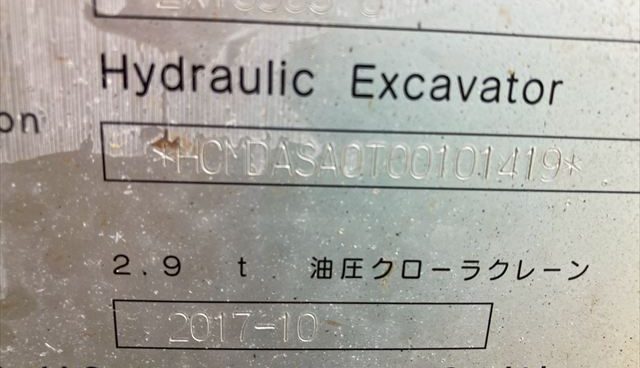 Hydraulic Excavator
on
*HCMDASA0T00101419*
2.9 t 油圧クローラクレーン
2017-10